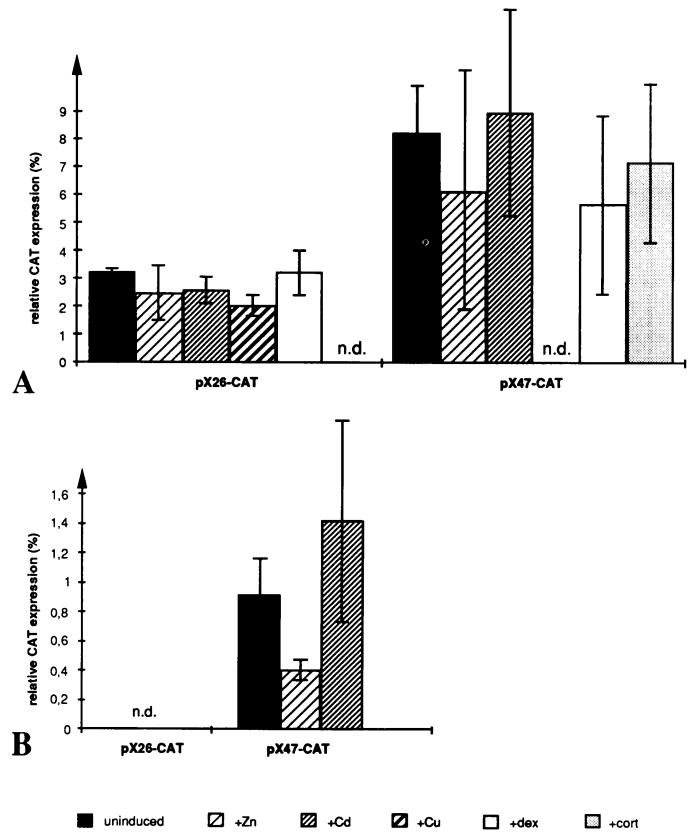 relative CAT expression (%)
9
8
7
6
5
4
3
2
1
0
n.d.
n.d.
pX26-CAT
pX47-CAT
A
relative CAT expression (%)
1,6
1,4
1,2
1
0,8
0,6
0,4
0,2
0
n.d.
pX26-CAT
pX47-CAT
B
uninduced
+Zn
+Cd
+Cu
+dex
+cort